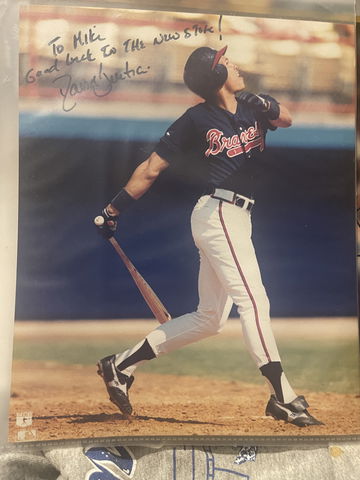 To Mike
Good luck to the new store!
Braves